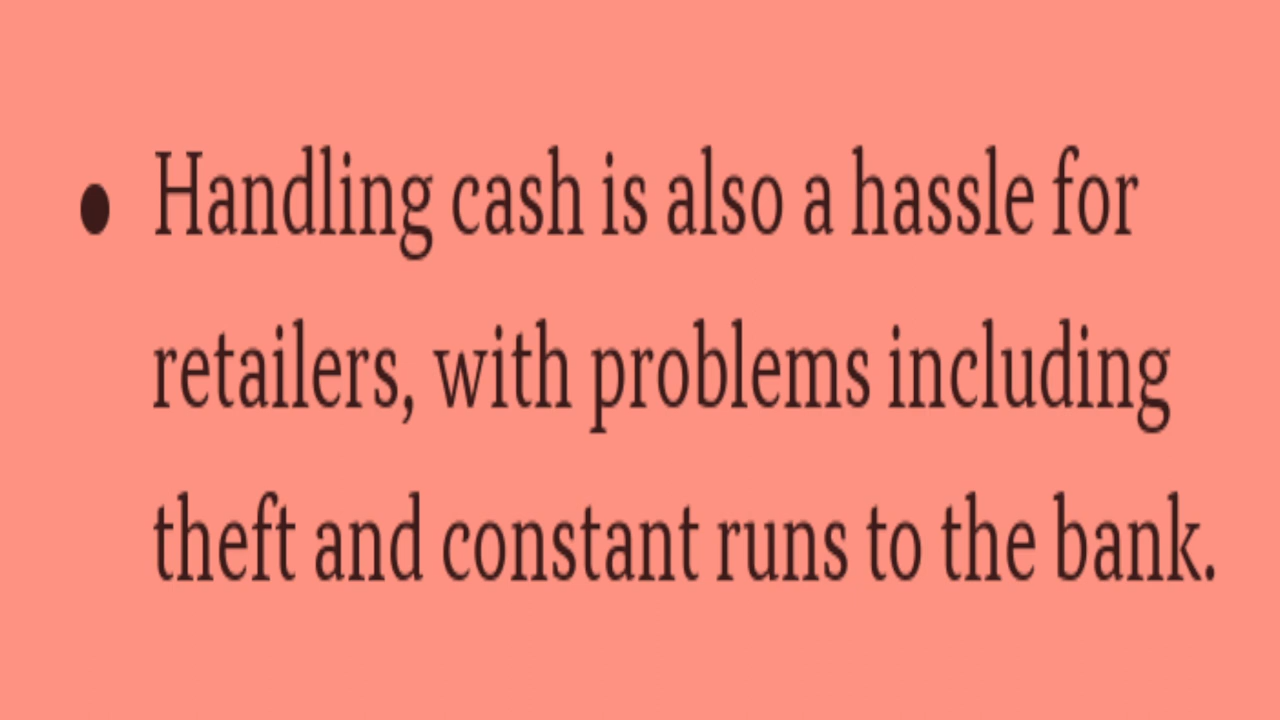 • Handling cash is also a hassle for
retailers, with problems including
theft and constant runs to the bank.